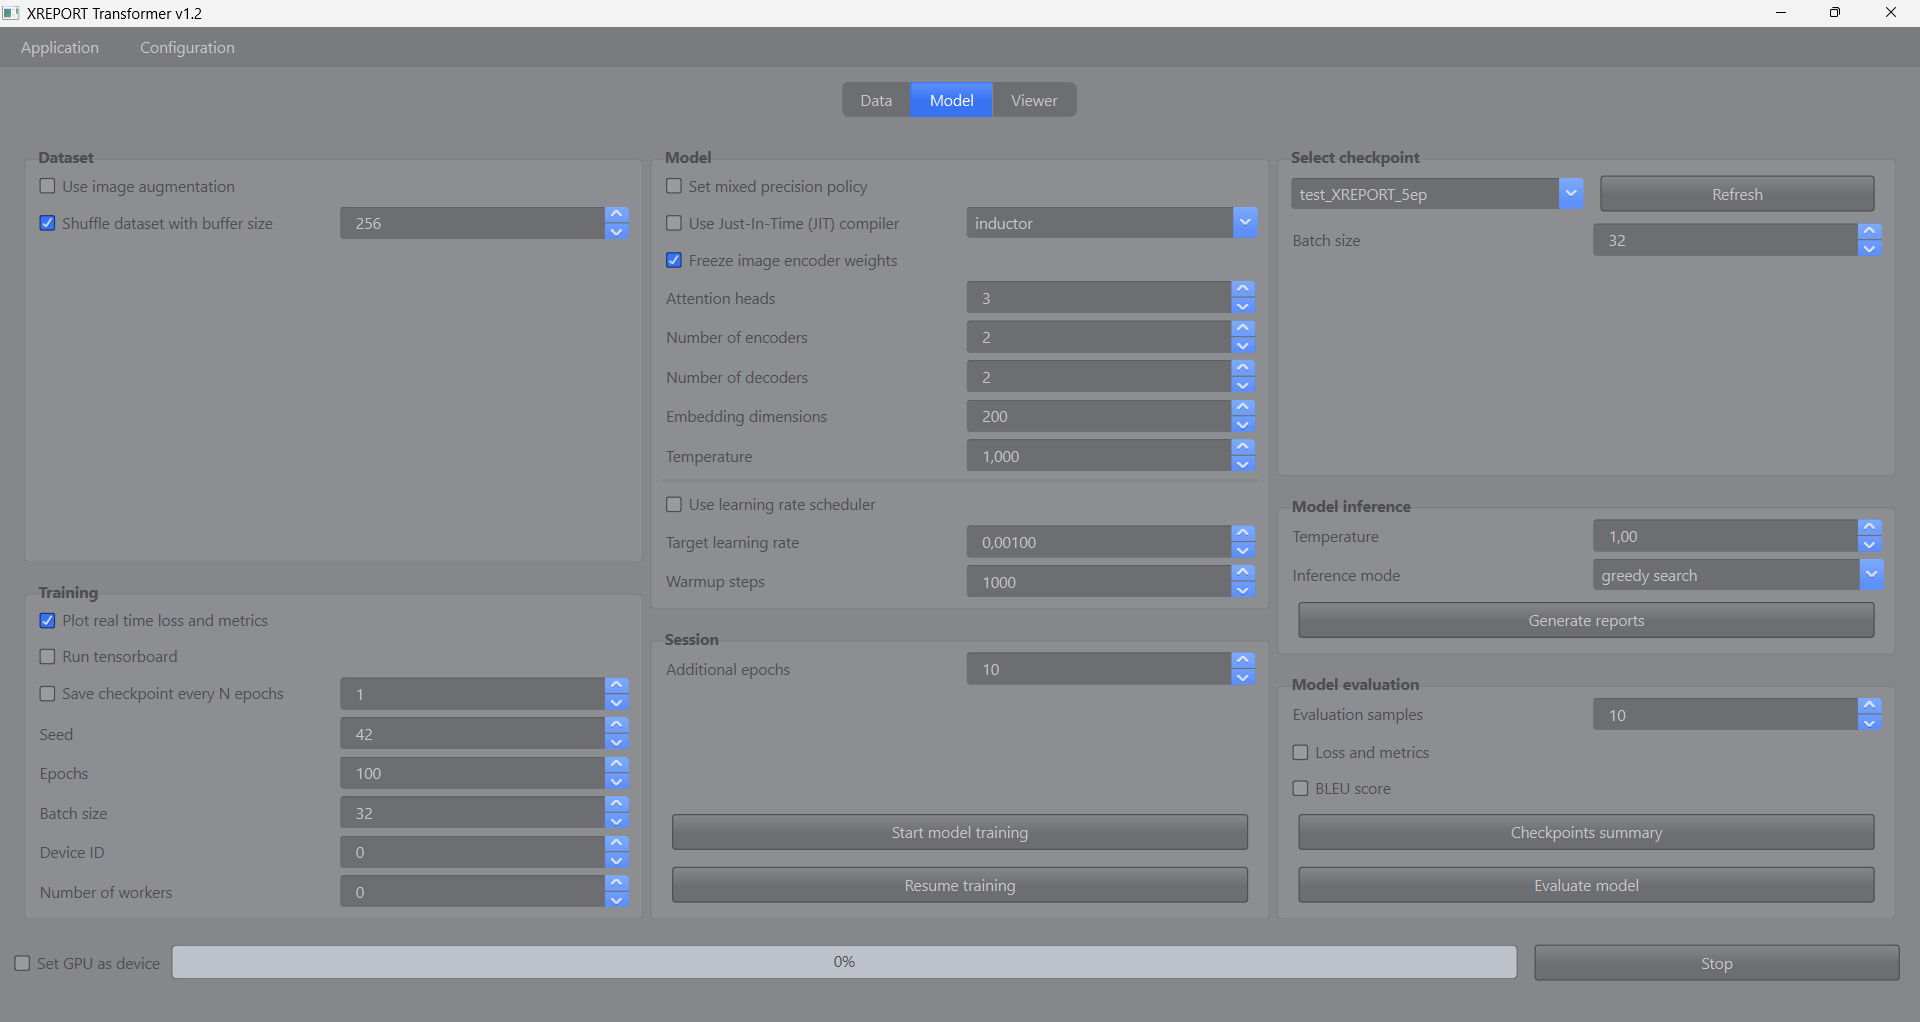 XREPORT Transformer v1.2
Application Configuration
Data Model Viewer
Dataset
Use image augmentation
Shuffle dataset with buffer size 256
Training
Plot real time loss and metrics
Run tensorboard
Save checkpoint every N epochs 1
Seed 42
Epochs 100
Batch size 32
Device ID 0
Number of workers 0
Model
Set mixed precision policy
Use Just-In-Time (JIT) compiler inductor
Freeze image encoder weights
Attention heads 3
Number of encoders 2
Number of decoders 2
Embedding dimensions 200
Temperature 1,000
Use learning rate scheduler
Target learning rate 0,00100
Warmup steps 1000
Session
Additional epochs 10
Start model training
Resume training
Select checkpoint
test_XREPORT_5ep Refresh
Batch size 32
Model inference
Temperature 1,00
Inference mode greedy search
Generate reports
Model evaluation
Evaluation samples 10
Loss and metrics
BLEU score
Checkpoints summary
Evaluate model
Set GPU as device 0% Stop